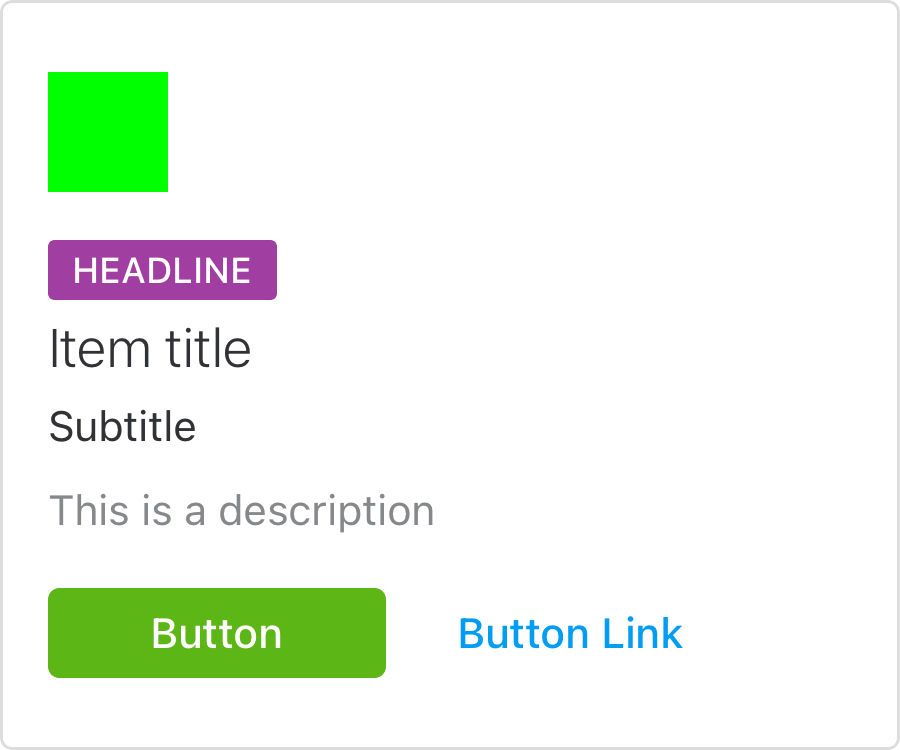 HEADLINE
Item title
Subtitle
This is a description
Button Button Link